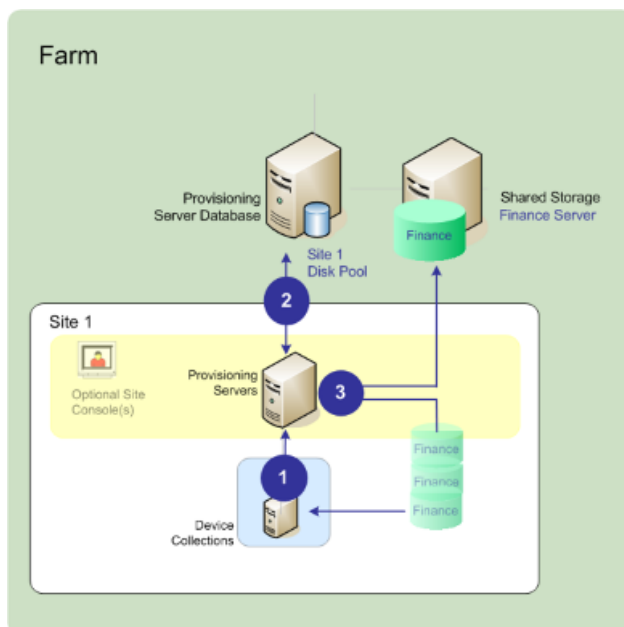 Farm
Provisioning
Server Database
Site 1
Disk Pool
Finance
Shared Storage
Finance Server
2
Site 1
Optional Site
Console(s)
Provisioning
Servers
3
1
Device
Collections
Finance
Finance
Finance